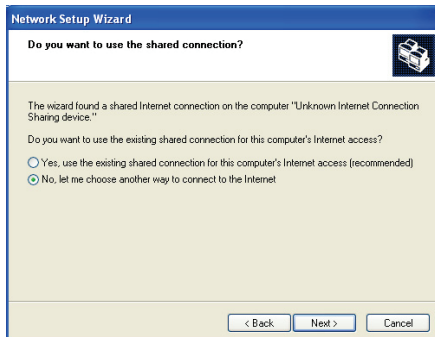 Network Setup Wizard
Do you want to use the shared connection?
The wizard found a shared Internet connection on the computer "Unknown Internet Connection
Sharing device."
Do you want to use the existing shared connection for this computer's Internet access?
Yes, use the existing shared connection for this computer's Internet access (recommended)
No, let me choose another way to connect to the Internet
< Back Next > Cancel